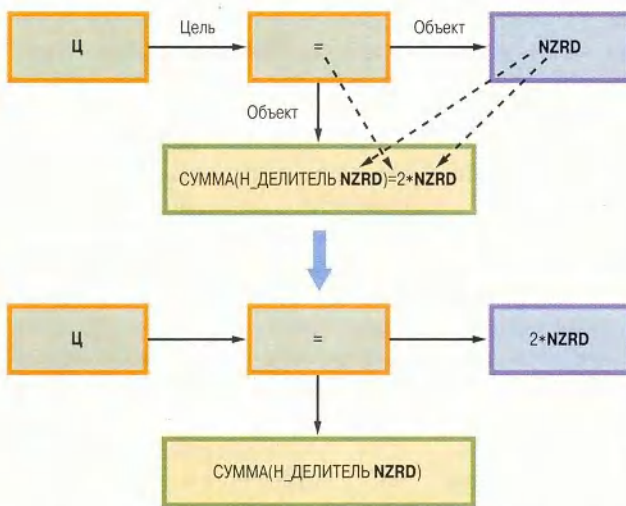 Ц
Цель
=
Объект
NZRD
Объект
СУММА(Н_ДЕЛИТЕЛЬ NZRD)=2*NZRD
Ц
=
2*NZRD
СУММА(Н_ДЕЛИТЕЛЬ NZRD)